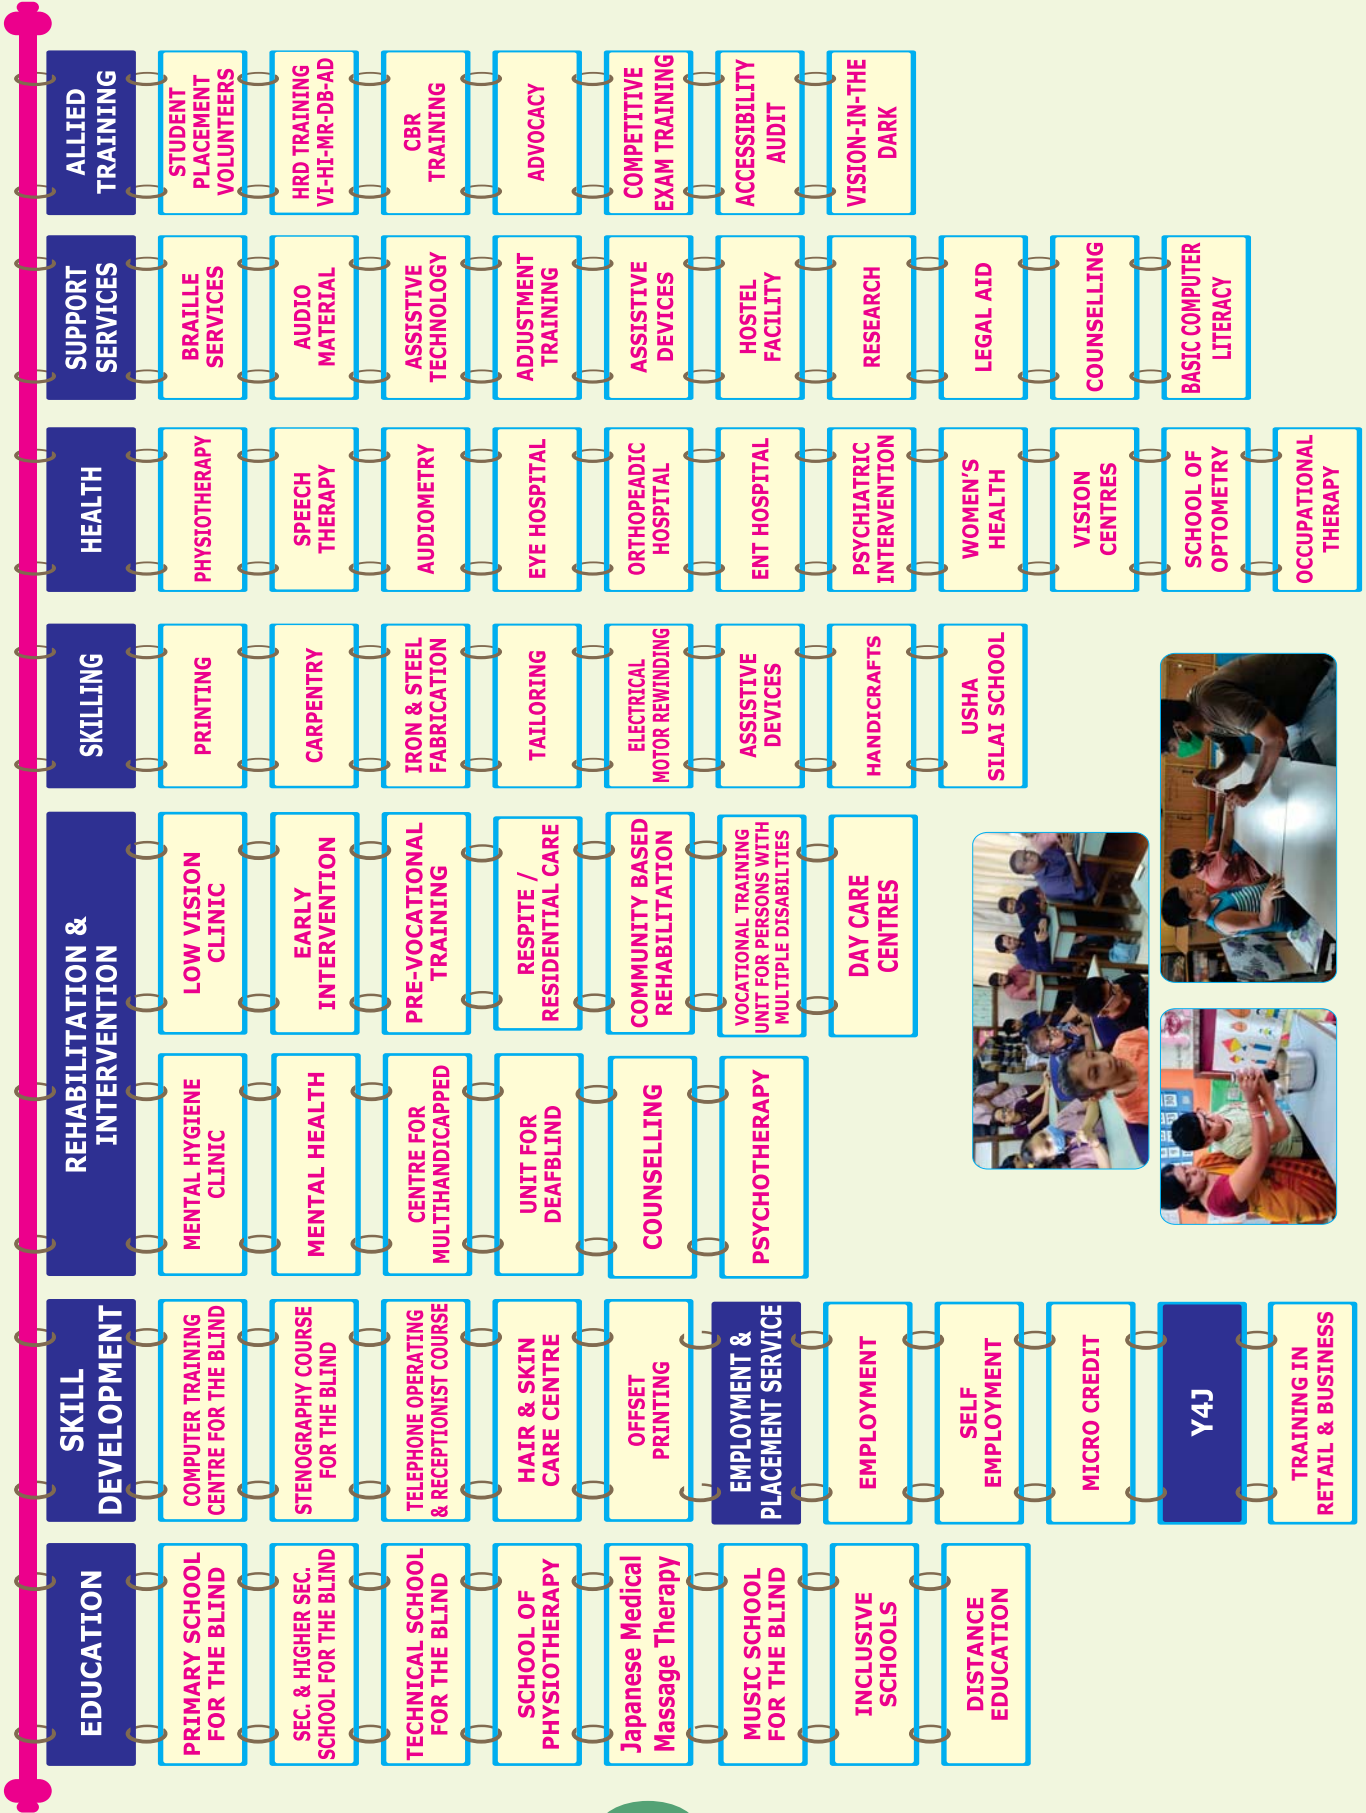 EDUCATION
PRIMARY SCHOOL
FOR THE BLIND
SEC. & HIGHER SEC.
SCHOOL FOR THE BLIND
TECHNICAL SCHOOL
FOR THE BLIND
SCHOOL OF
PHYSIOTHERAPY
Japanese Medical
Massage Therapy
MUSIC SCHOOL
FOR THE BLIND
INCLUSIVE
SCHOOLS
DISTANCE
EDUCATION
SKILL
DEVELOPMENT
COMPUTER TRAINING
CENTRE FOR THE BLIND
STENOGRAPHY COURSE
FOR THE BLIND
TELEPHONE OPERATING
& RECEPTIONIST COURSE
HAIR & SKIN
CARE CENTRE
OFFSET
PRINTING
EMPLOYMENT &
PLACEMENT SERVICE
EMPLOYMENT
SELF
EMPLOYMENT
MICRO CREDIT
Y4J
TRAINING IN
RETAIL & BUSINESS
REHABILITATION &
INTERVENTION
MENTAL HYGIENE
CLINIC
MENTAL HEALTH
CENTRE FOR
MULTIHANDICAPPED
UNIT FOR
DEAFBLIND
COUNSELLING
PSYCHOTHERAPY
LOW VISION
CLINIC
EARLY
INTERVENTION
PRE-VOCATIONAL
TRAINING
RESPITE /
RESIDENTIAL CARE
COMMUNITY BASED
REHABILITATION
VOCATIONAL TRAINING
UNIT FOR PERSONS WITH
MULTIPLE DISABILTIES
DAY CARE
CENTRES
SKILLING
PRINTING
CARPENTRY
IRON & STEEL
FABRICATION
TAILORING
ELECTRICAL
MOTOR REWINDING
ASSISTIVE
DEVICES
HANDICRAFTS
USHA
SILAI SCHOOL
HEALTH
PHYSIOTHERAPY
SPEECH
THERAPY
AUDIOMETRY
EYE HOSPITAL
ORTHOPEADIC
HOSPITAL
ENT HOSPITAL
PSYCHIATRIC
INTERVENTION
WOMEN'S
HEALTH
VISION
CENTRES
SCHOOL OF
OPTOMETRY
OCCUPATIONAL
THERAPY
SUPPORT
SERVICES
BRAILLE
SERVICES
AUDIO
MATERIAL
ASSISTIVE
TECHNOLOGY
ADJUSTMENT
TRAINING
ASSISTIVE
DEVICES
HOSTEL
FACILITY
RESEARCH
LEGAL AID
COUNSELLING
BASIC COMPUTER
LITERACY
ALLIED
TRAINING
STUDENT
PLACEMENT
VOLUNTEERS
HRD TRAINING
VI-HI-MR-DB-AD
CBR
TRAINING
ADVOCACY
COMPETITIVE
EXAM TRAINING
ACCESSIBILITY
AUDIT
VISION-IN-THE
DARK